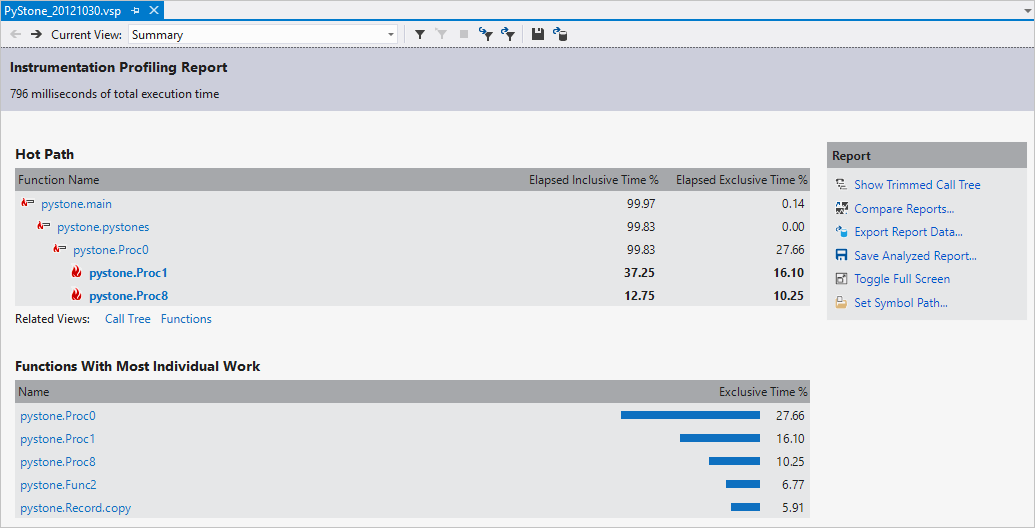 PyStone_20121030.vsp
Current View: Summary
Instrumentation Profiling Report
796 milliseconds of total execution time
Hot Path
Function Name Elapsed Inclusive Time % Elapsed Exclusive Time %
pystone.main 99.97 0.14
pystone.pystones 99.83 0.00
pystone.Proc0 99.83 27.66
pystone.Proc1 37.25 16.10
pystone.Proc8 12.75 10.25
Related Views: Call Tree Functions
Functions With Most Individual Work
Name Exclusive Time %
pystone.Proc0 27.66
pystone.Proc1 16.10
pystone.Proc8 10.25
pystone.Func2 6.77
pystone.Record.copy 5.91
Report
Show Trimmed Call Tree
Compare Reports...
Export Report Data...
Save Analyzed Report...
Toggle Full Screen
Set Symbol Path...